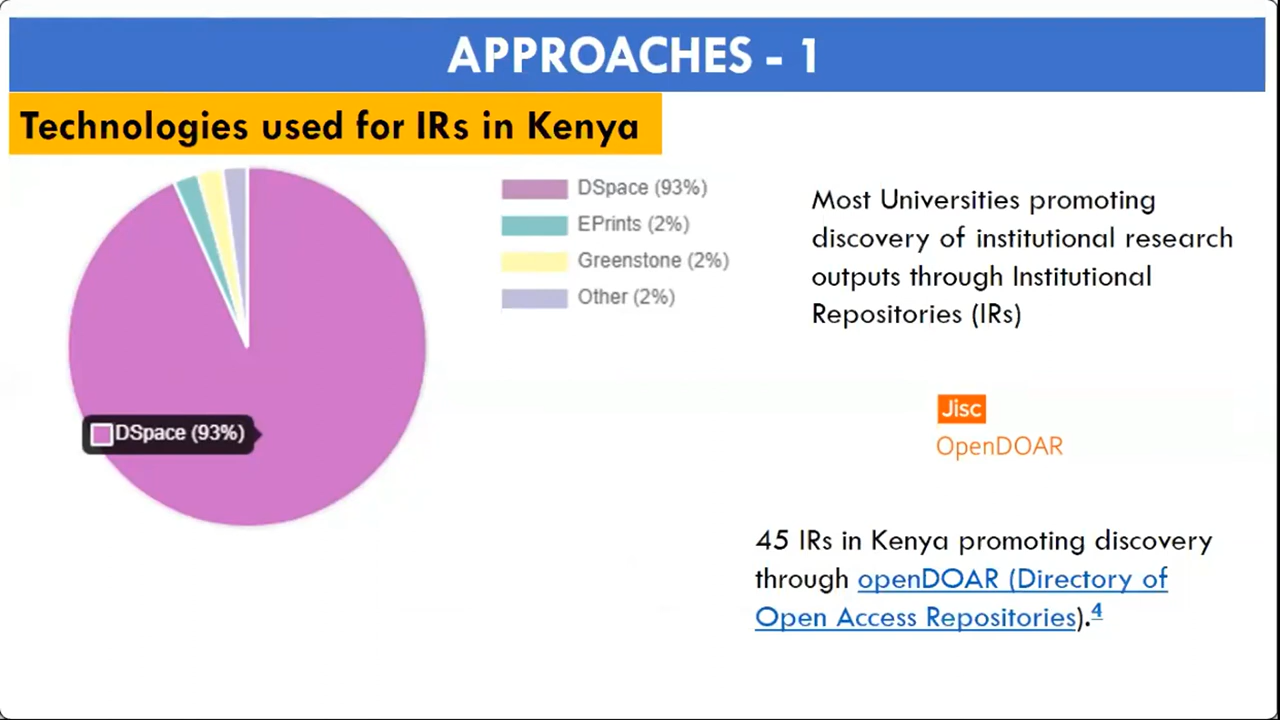 APPROACHES - 1
Technologies used for IRs in Kenya
DSpace (93%)
EPrints (2%)
Greenstone (2%)
Other (2%)
DSpace (93%)
Most Universities promoting
discovery of institutional research
outputs through Institutional
Repositories (IRs)
Jisc
OpenDOAR
45 IRs in Kenya promoting discovery
through openDOAR (Directory of
Open Access Repositories).4